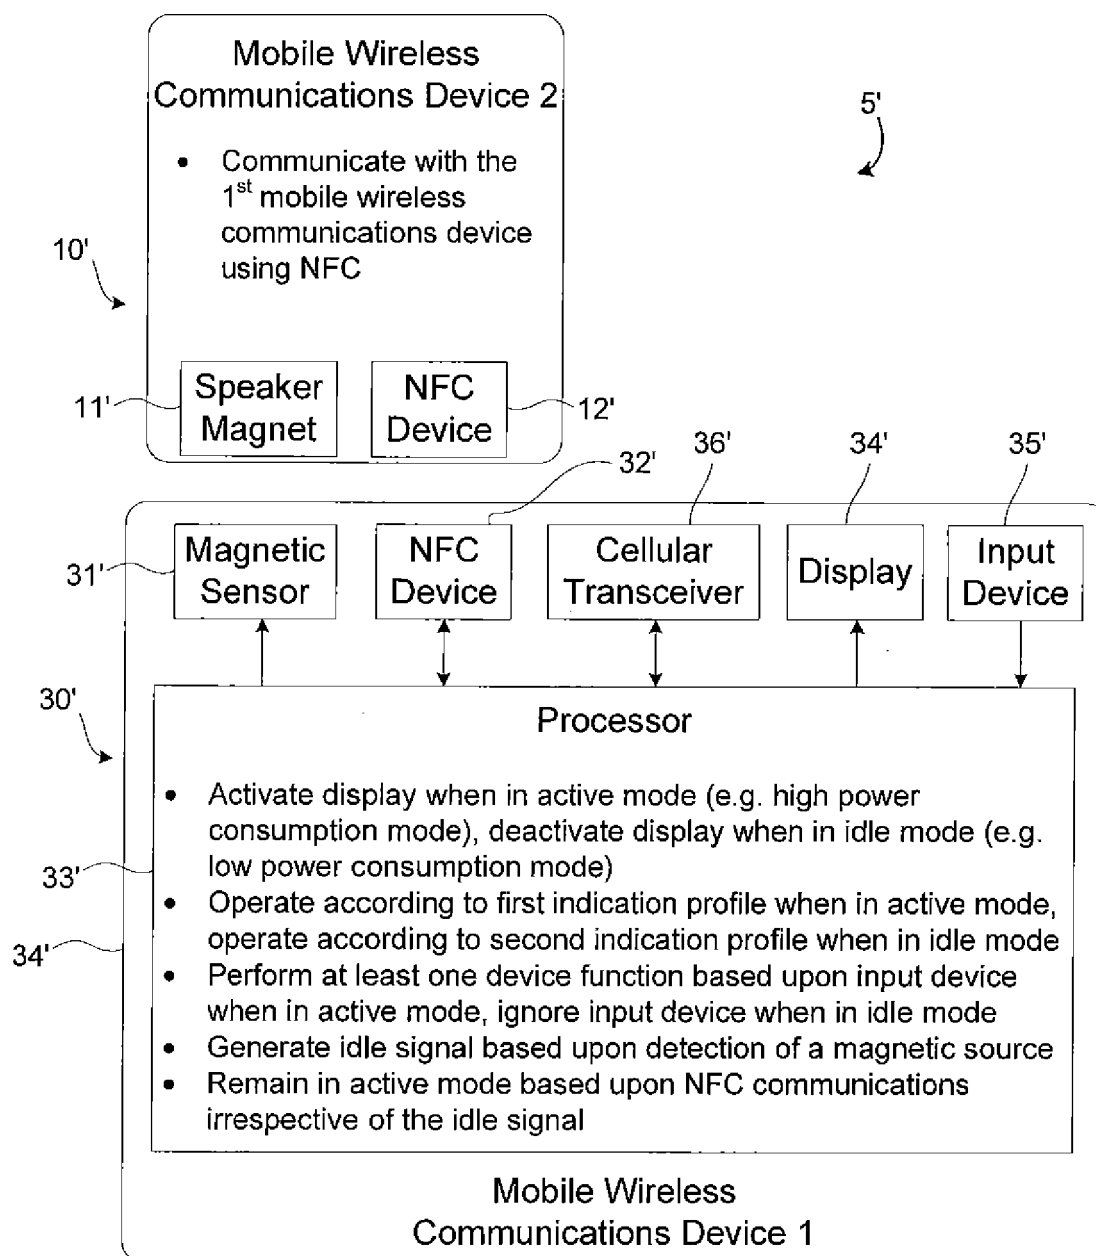 Mobile Wireless
Communications Device 2
• Communicate with the
1st mobile wireless
communications device
using NFC
5'
10'
Speaker
Magnet
NFC
Device
11'
12'
32'
36'
34'
35'
Magnetic
Sensor
NFC
Device
Cellular
Transceiver
Display
Input
Device
31'
30'
Processor
• Activate display when in active mode (e.g. high power
consumption mode), deactivate display when in idle mode (e.g.
low power consumption mode)
• Operate according to first indication profile when in active mode,
operate according to second indication profile when in idle mode
• Perform at least one device function based upon input device
when in active mode, ignore input device when in idle mode
• Generate idle signal based upon detection of a magnetic source
• Remain in active mode based upon NFC communications
irrespective of the idle signal
33'
34'
Mobile Wireless
Communications Device 1